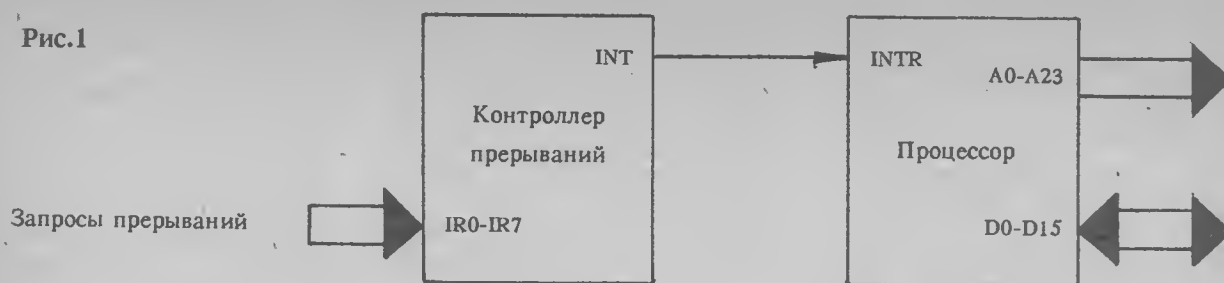 Рис.1
INT
INTR
A0-A23
Контроллер
прерываний
Процессор
Запросы прерываний
IR0-IR7
D0-D15